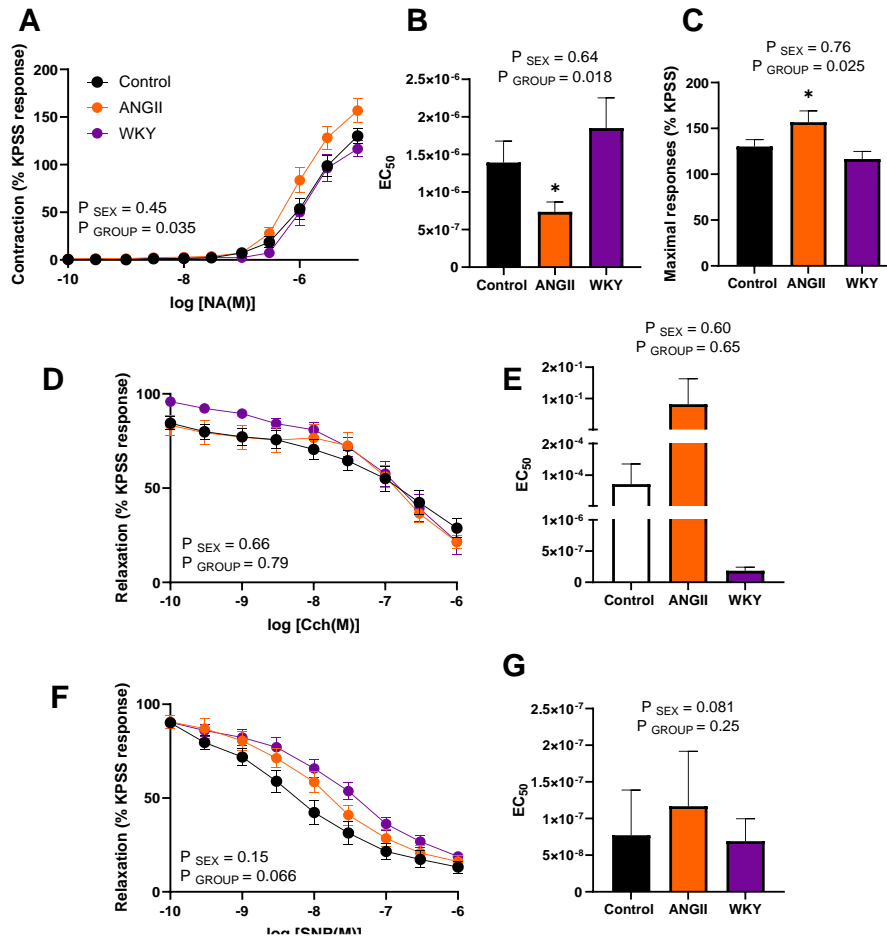 A
Control
ANGII
WKY
Contraction (% KPSS response)
200
150
100
50
0
P SEX = 0.45
P GROUP = 0.035
-10
-8
-6
log [NA(M)]
B
P SEX = 0.64
P GROUP = 0.018
EC50
2.5×10-6
2.0×10-6
1.5×10-6
1.0×10-6
5×10-7
0
*
Control
ANGII
WKY
C
P SEX = 0.76
P GROUP = 0.025
Maximal responses (% KPSS)
200
150
100
50
0
*
Control
ANGII
WKY
D
Relaxation (% KPSS response)
100
50
0
P SEX = 0.66
P GROUP = 0.79
-10
-9
-8
-7
-6
log [Cch(M)]
E
P SEX = 0.60
P GROUP = 0.65
EC50
2×10-1
1×10-1
2×10-4
1×10-4
1×10-6
5×10-7
0
Control
ANGII
WKY
F
Relaxation (% KPSS response)
100
50
0
P SEX = 0.15
P GROUP = 0.066
-10
-9
-8
-7
-6
log [SNP(M)]
G
P SEX = 0.081
P GROUP = 0.25
EC50
2.5×10-7
2×10-7
1.5×10-7
1×10-7
5×10-8
0
Control
ANGII
WKY